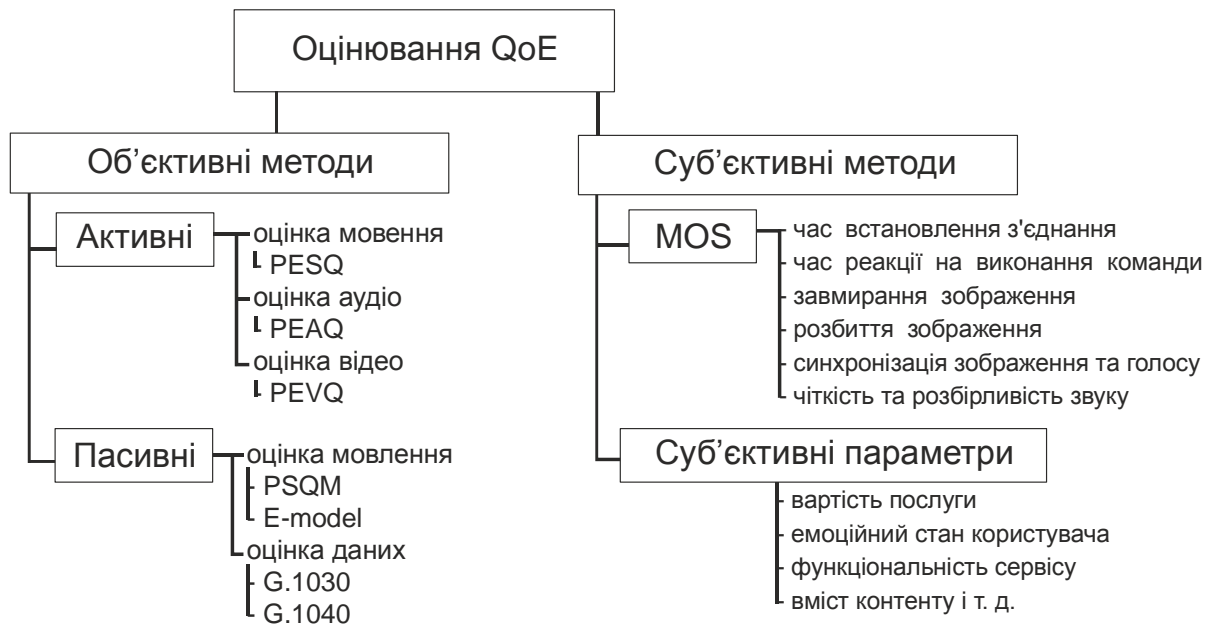 Оцінювання QoE
Об’єктивні методи
Активні
оцінка мовення
PESQ
оцінка аудіо
PEAQ
оцінка відео
PEVQ
Пасивні
оцінка мовлення
PSQM
E-model
оцінка даних
G.1030
G.1040
Суб’єктивні методи
MOS
час встановлення з'єднання
час реакції на виконання команди
завмирання зображення
розбиття зображення
синхронізація зображення та голосу
чіткість та розбірливість звуку
Суб’єктивні параметри
вартість послуги
емоційний стан користувача
функціональність сервісу
вміст контенту і т. д.